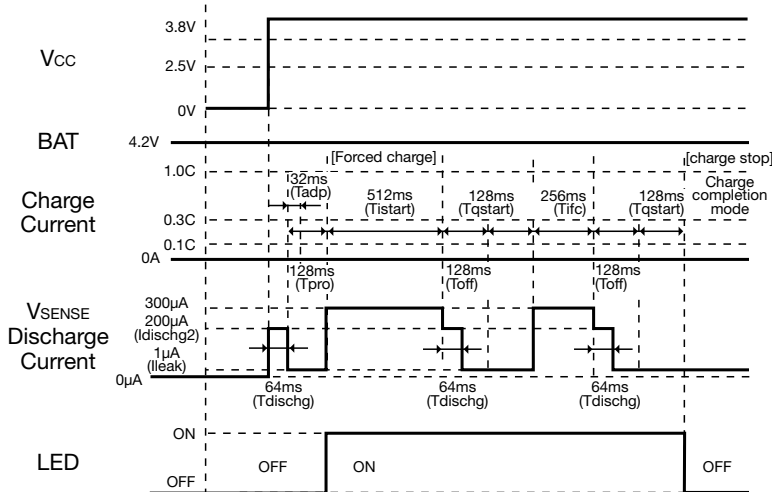 VCC
3.8V
2.5V
0V
BAT
4.2V
[Forced charge]
[charge stop]
Charge
Current
1.0C
0.3C
0.1C
0A
32ms
(Tadp)
512ms
(Tistart)
128ms
(Tqstart)
256ms
(Tifc)
128ms
(Tqstart)
Charge
completion
mode
128ms
(Tpro)
128ms
(Toff)
128ms
(Toff)
VSENSE
Discharge
Current
300µA
200µA
(Idischg2)
1µA
(Ileak)
0µA
64ms
(Tdischg)
64ms
(Tdischg)
64ms
(Tdischg)
LED
ON
OFF
OFF
ON
OFF